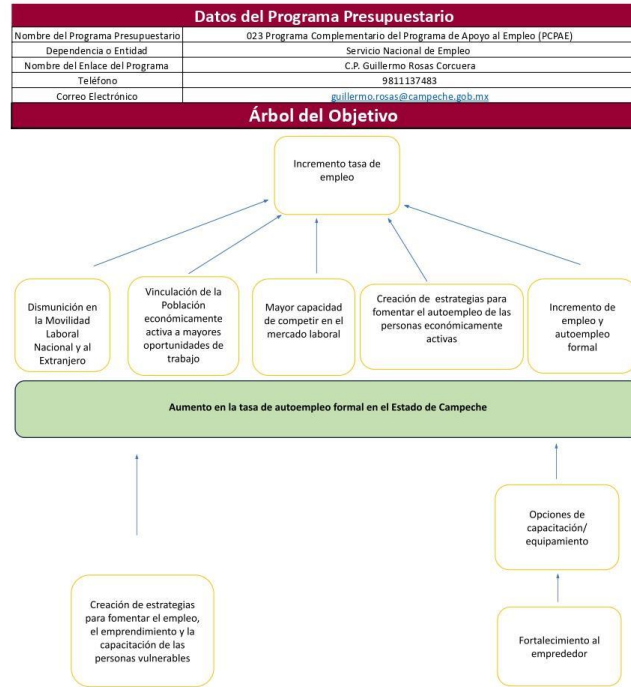 Datos del Programa Presupuestario
Nombre del Programa Presupuestario 023 Programa Complementario del Programa de Apoyo al Empleo (PCPAE)
Dependencia o Entidad Servicio Nacional de Empleo
Nombre del Enlace del Programa C.P. Guillermo Rosas Corcuera
Teléfono 9811137483
Correo Electrónico guillermo.rosas@campeche.gob.mx
Árbol del Objetivo
Incremento tasa de
empleo
Dismunición en
la Movilidad
Laboral
Nacional y al
Extranjero
Vinculación de la
Población
económicamente
activa a mayores
oportunidades de
trabajo
Mayor capacidad
de competir en el
mercado laboral
Creación de estrategias para
fomentar el autoempleo de las
personas económicamente
activas
Incremento de
empleo y
autoempleo
formal
Aumento en la tasa de autoempleo formal en el Estado de Campeche
Opciones de
capacitación/
equipamiento
Creación de estrategias
para fomentar el empleo,
el emprendimiento y la
capacitación de las
personas vulnerables
Fortalecimiento al
emprededor